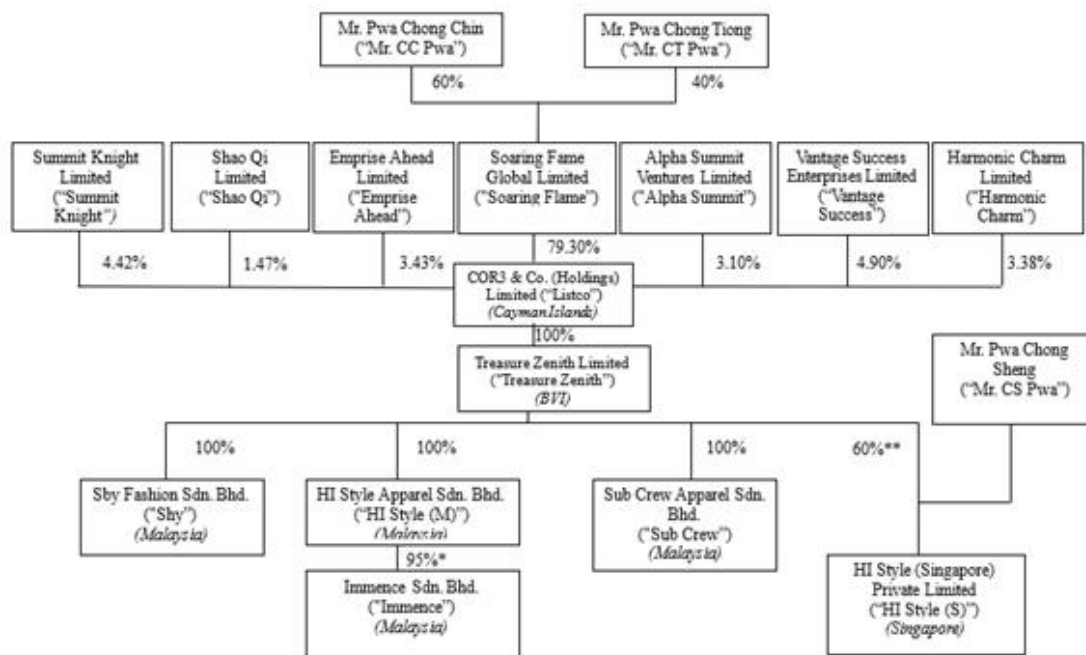 Mr. Pwa Chong Chin
("Mr. CC Pwa")
Mr. Pwa Chong Tiong
("Mr. CT Pwa")
60%
40%
Summit Knight
Limited
("Summit
Knight")
Shao Qi
Limited
("Shao Qi")
Emprise Ahead
Limited
("Emprise
Ahead")
Soaring Fame
Global Limited
("Soaring Flame")
Alpha Summit
Ventures Limited
("Alpha Summit")
Vantage Success
Enterprises Limited
("Vantage
Success")
Harmonic Charm
Limited
("Harmonic
Charm")
4.42%
1.47%
3.43%
79.30%
3.10%
4.90%
3.38%
COR3 & Co. (Holdings)
Limited ("Listco")
(Cayman Islands)
100%
Treasure Zenith Limited
("Treasure Zenith")
(BVI)
Mr. Pwa Chong
Sheng
("Mr. CS Pwa")
100%
100%
100%
60%**
Sby Fashion Sdn. Bhd.
("Shy")
(Malaysia)
HI Style Apparel Sdn. Bhd.
("HI Style (M)")
(Malaysia)
Sub Crew Apparel Sdn.
Bhd.
("Sub Crew")
(Malaysia)
95%*
Immence Sdn. Bhd.
("Immence")
(Malaysia)
HI Style (Singapore)
Private Limited
("HI Style (S)")
(Singapore)